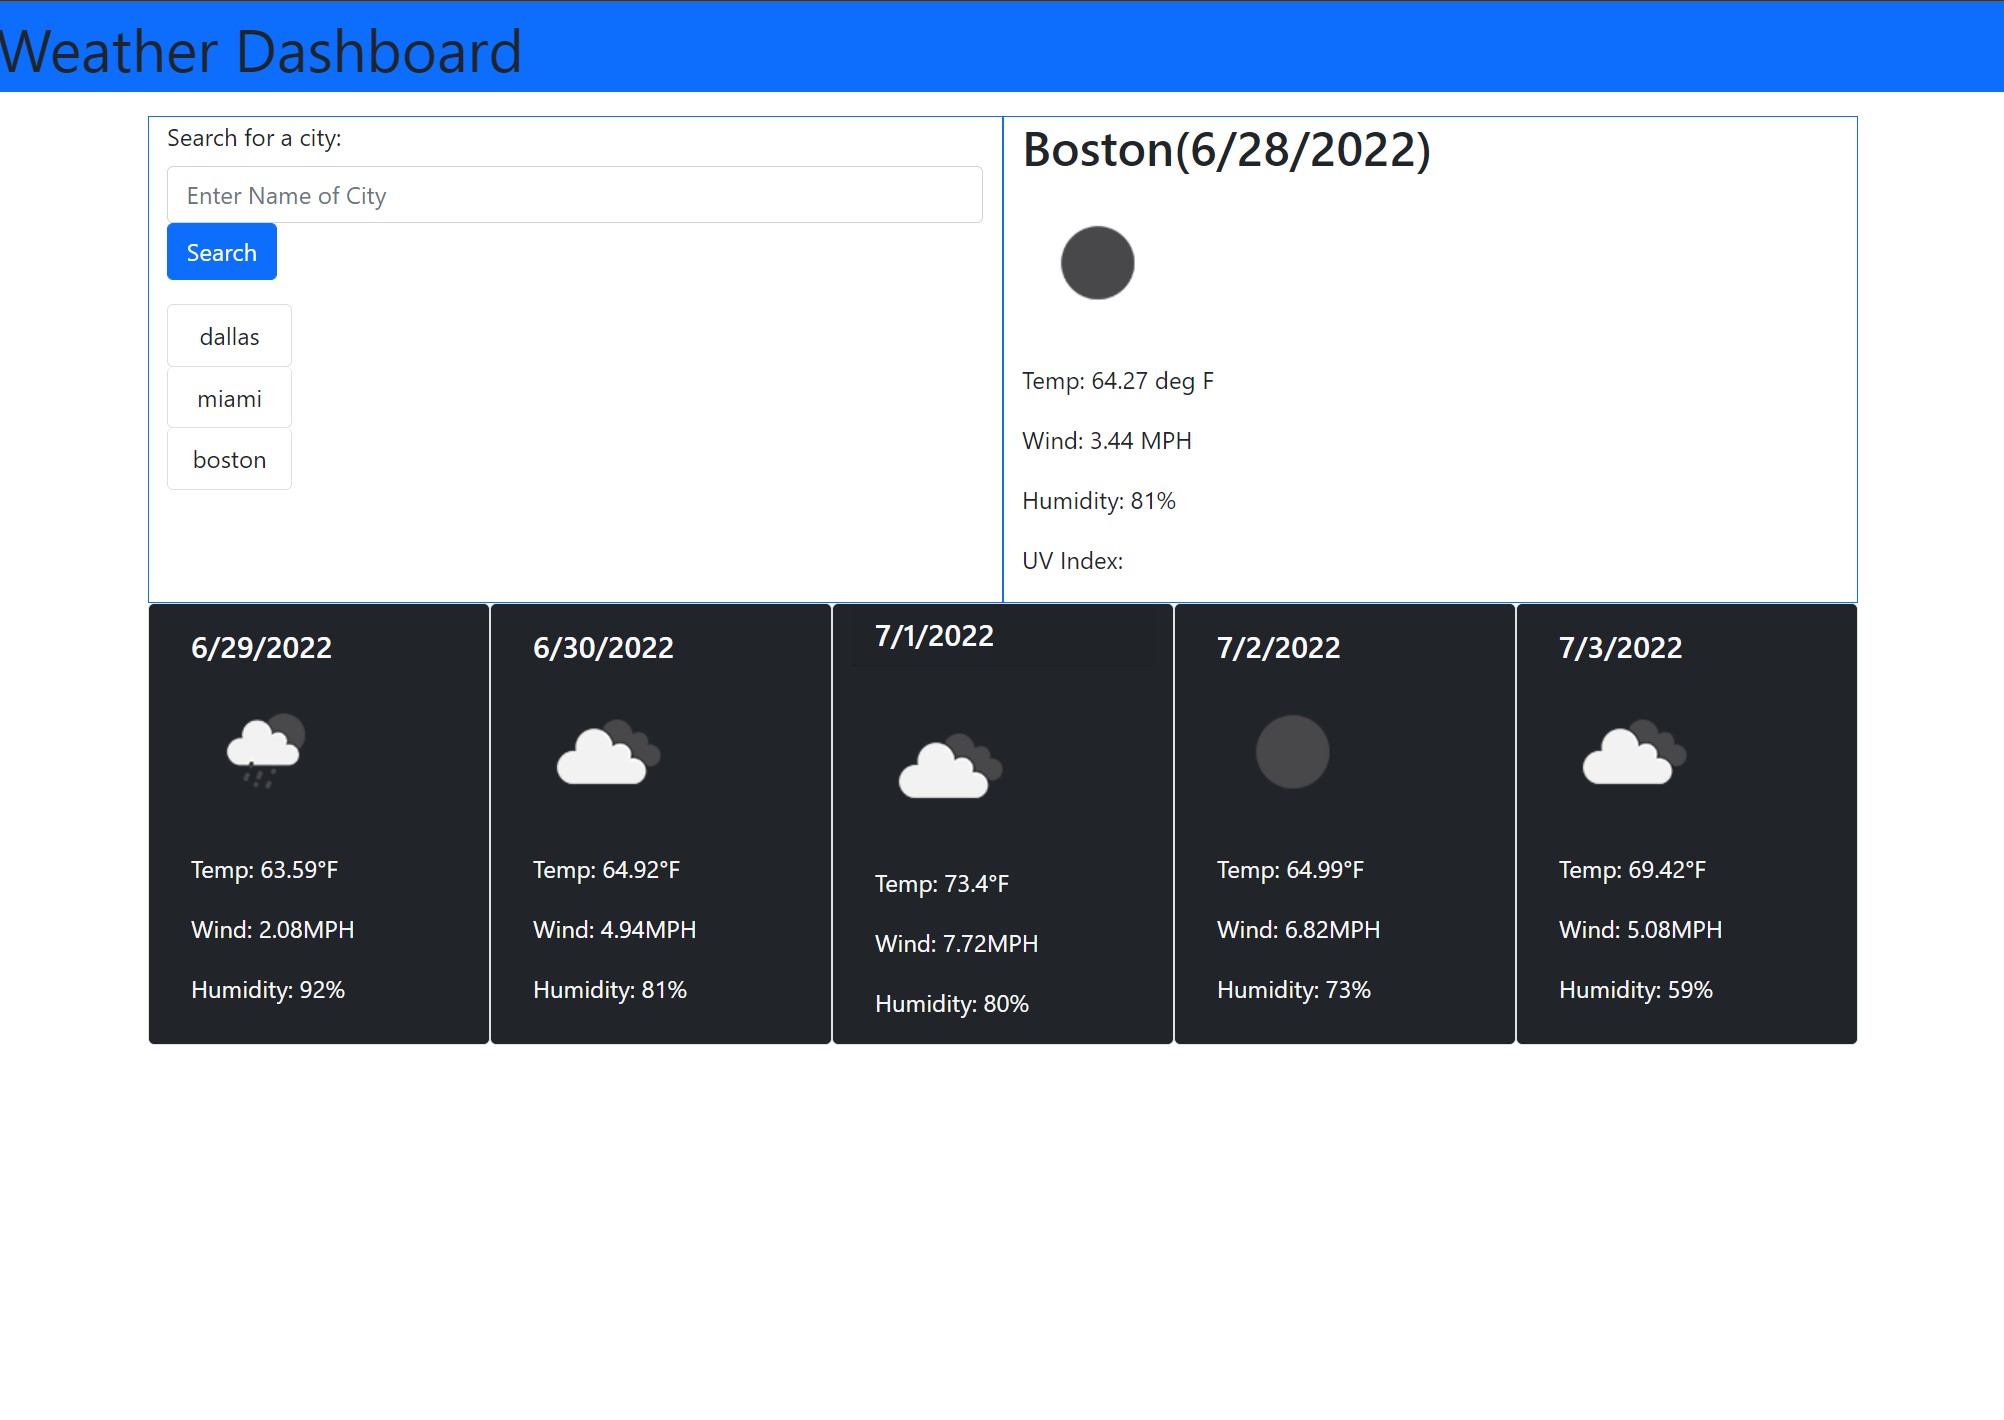 Weather Dashboard
Search for a city:
Enter Name of City
Search
dallas
miami
boston
Boston(6/28/2022)
Temp: 64.27 deg F
Wind: 3.44 MPH
Humidity: 81%
UV Index:
6/29/2022
Temp: 63.59°F
Wind: 2.08MPH
Humidity: 92%
6/30/2022
Temp: 64.92°F
Wind: 4.94MPH
Humidity: 81%
7/1/2022
Temp: 73.4°F
Wind: 7.72MPH
Humidity: 80%
7/2/2022
Temp: 64.99°F
Wind: 6.82MPH
Humidity: 73%
7/3/2022
Temp: 69.42°F
Wind: 5.08MPH
Humidity: 59%